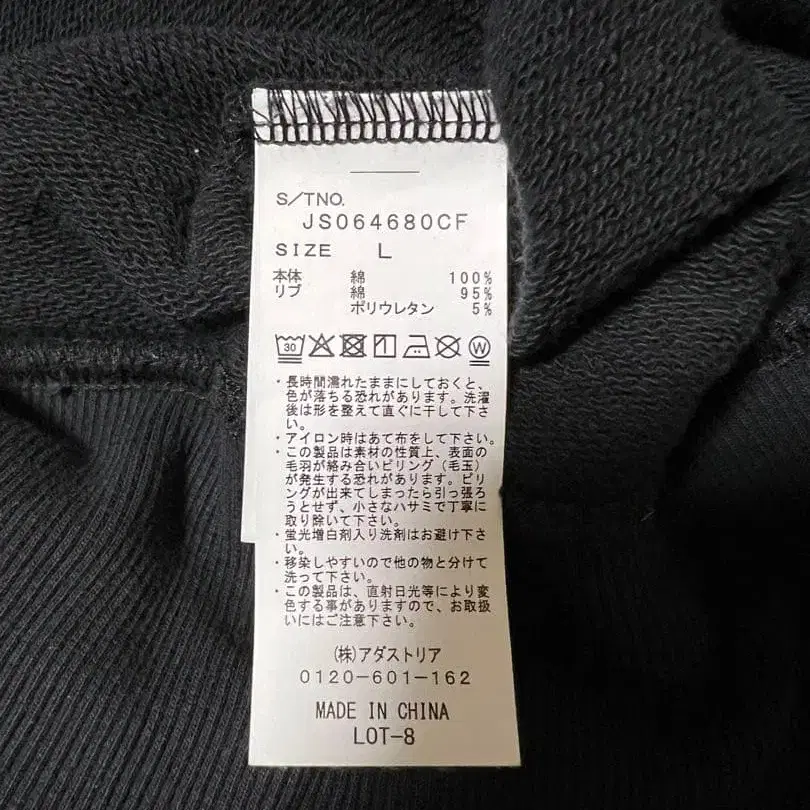 S/TNO.
JS064680CF
SIZE L
本体 綿 100%
リブ 綿 95%
ポリウレタン 5%
30 W
・長時間濡れたままにしておくと、
色が落ちる恐れがあります。洗濯
後は形を整えて直ぐに干して下さ
い。
・アイロン時はあて布をして下さい。
・この製品は素材の性質上、表面の
毛羽が絡み合いピリング（毛玉）
が発生する恐れがあります。ピリ
ングが出来てしまったら引っ張ろ
うとせず、小さなハサミで丁寧に
取り除いて下さい。
・蛍光増白剤入り洗剤はお避け下さ
い。
・移染しやすいので他の物と分けて
洗って下さい。
・この製品は、直射日光等により変
色する事がありますので、お取扱
いにはご注意下さい。
(株)アダストリア
0120-601-162
MADE IN CHINA
LOT-8